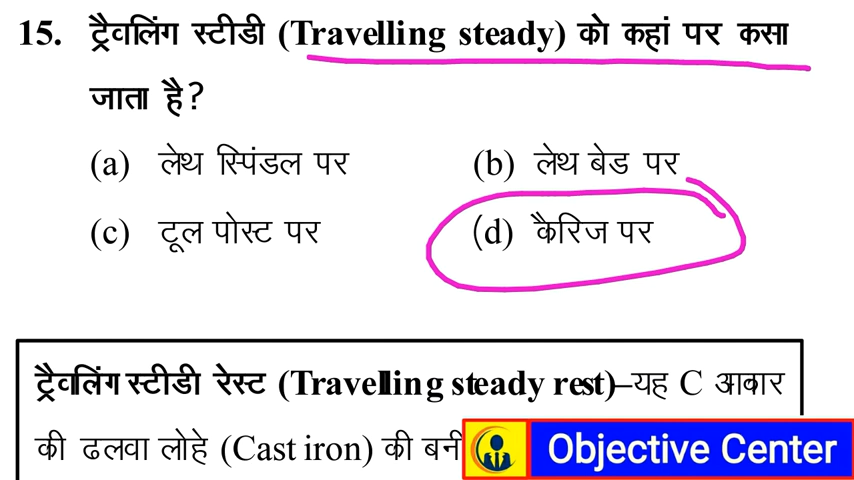 15. ट्रैवलिंग स्टीडी (Travelling steady) को कहां पर कसा
जाता है?
(a) लेथ स्पिंडल पर (b) लेथ बेड पर
(c) टूल पोस्ट पर (d) कैरिज पर
ट्रैवलिंग स्टीडी रेस्ट (Travelling steady rest)–यह C आकार
की ढलवा लोहे (Cast iron) की बनी
Objective Center